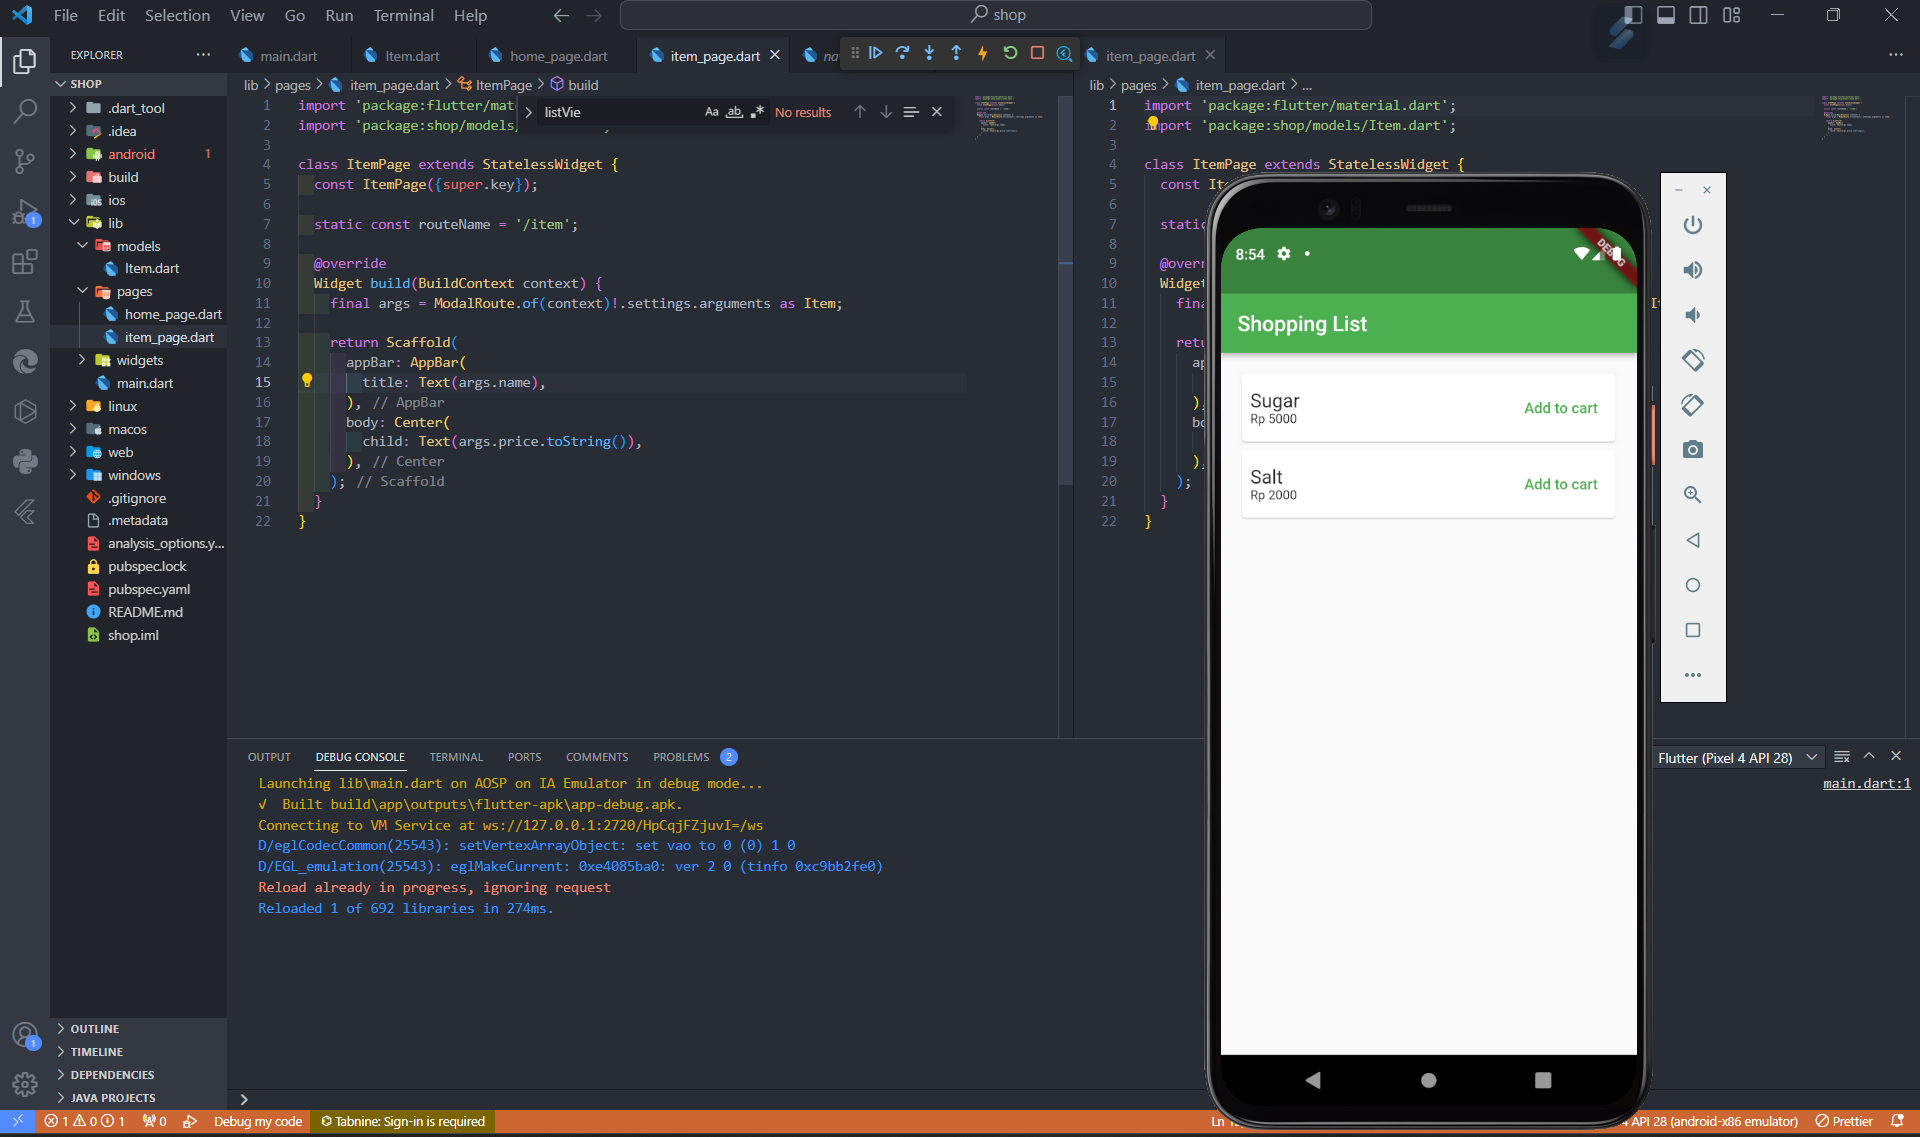 File Edit Selection View Go Run Terminal Help
shop
EXPLORER
SHOP
.dart_tool
.idea
android 1
build
ios
lib
models
Item.dart
pages
home_page.dart
item_page.dart
widgets
main.dart
linux
macos
web
windows
.gitignore
.metadata
analysis_options.y...
pubspec.lock
pubspec.yaml
README.md
shop.iml
OUTLINE
TIMELINE
DEPENDENCIES
JAVA PROJECTS
1
1
main.dart Item.dart home_page.dart item_page.dart
lib > pages > item_page.dart > ItemPage > build
listVie Aa ab. .* No results
1 import 'package:flutter/mat
2 import 'package:shop/models/
3
4 class ItemPage extends StatelessWidget {
5 const ItemPage({super.key});
6
7 static const routeName = '/item';
8
9 @override
10 Widget build(BuildContext context) {
11 final args = ModalRoute.of(context)!.settings.arguments as Item;
12
13 return Scaffold(
14 appBar: AppBar(
15 title: Text(args.name),
16 ), // AppBar
17 body: Center(
18 child: Text(args.price.toString()),
19 ), // Center
20 ); // Scaffold
21 }
22 }
item_page.dart
lib > pages > item_page.dart > ...
1 import 'package:flutter/material.dart';
2 import 'package:shop/models/Item.dart';
3
4 class ItemPage extends StatelessWidget {
5 const It
6
7 static
8
9 @overr
10 Widget
11 fina
12
13 retu
14 ap
15
16 ),
17 bo
18
19 ),
20 );
21 }
22 }
8:54
DEBUG
Shopping List
Sugar
Rp 5000
Add to cart
Salt
Rp 2000
Add to cart
OUTPUT DEBUG CONSOLE TERMINAL PORTS COMMENTS PROBLEMS 2
Flutter (Pixel 4 API 28)
main.dart:1
Launching lib\main.dart on AOSP on IA Emulator in debug mode...
√ Built build\app\outputs\flutter-apk\app-debug.apk.
Connecting to VM Service at ws://127.0.0.1:2720/HpCqjFZjuvI=/ws
D/eglCodecCommon(25543): setVertexArrayObject: set vao to 0 (0) 1 0
D/EGL_emulation(25543): eglMakeCurrent: 0xe4085ba0: ver 2 0 (tinfo 0xc9bb2fe0)
Reload already in progress, ignoring request
Reloaded 1 of 692 libraries in 274ms.
1 0 1 0 Debug my code Tabnine: Sign-in is required Ln 4 API 28 (android-x86 emulator) Prettier